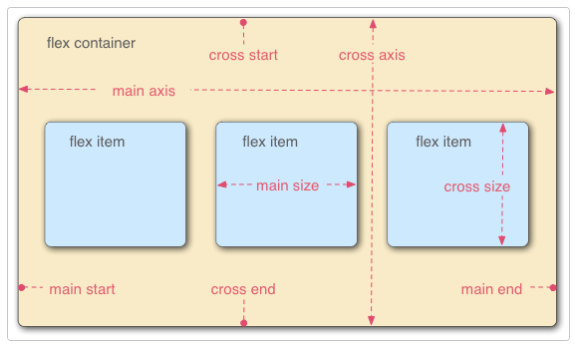 flex container
cross start
cross axis
main axis
flex item
flex item
flex item
main size
cross size
main start
cross end
main end